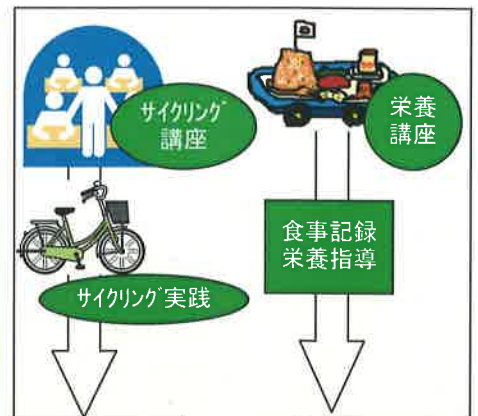 サイクリング
講座
栄養
講座
食事記録
栄養指導
サイクリング実践